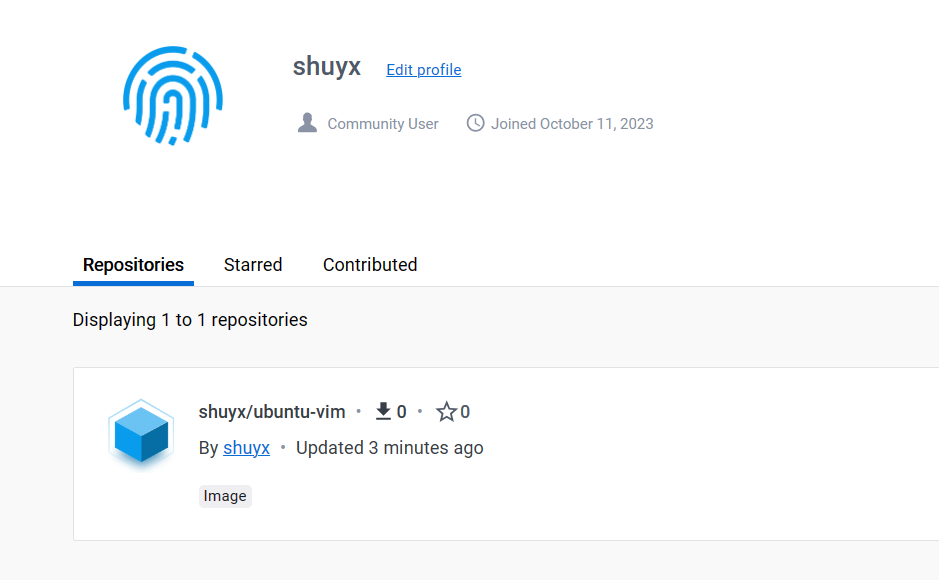 shuyx Edit profile
Community User Joined October 11, 2023
Repositories Starred Contributed
Displaying 1 to 1 repositories
shuyx/ubuntu-vim • 0 • 0
By shuyx • Updated 3 minutes ago
Image